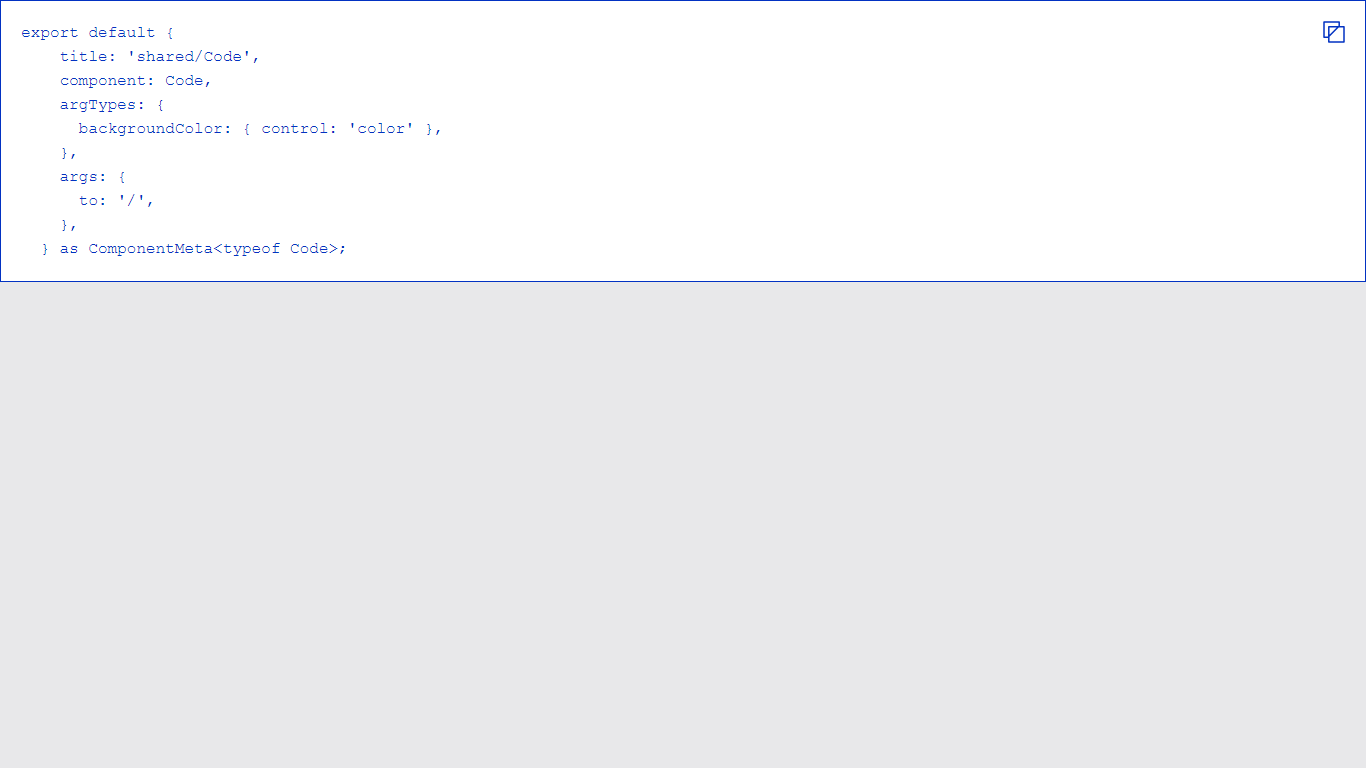 export default {
    title: 'shared/Code',
    component: Code,
    argTypes: {
      backgroundColor: { control: 'color' },
    },
    args: {
      to: '/',
    },
  } as ComponentMeta<typeof Code>;